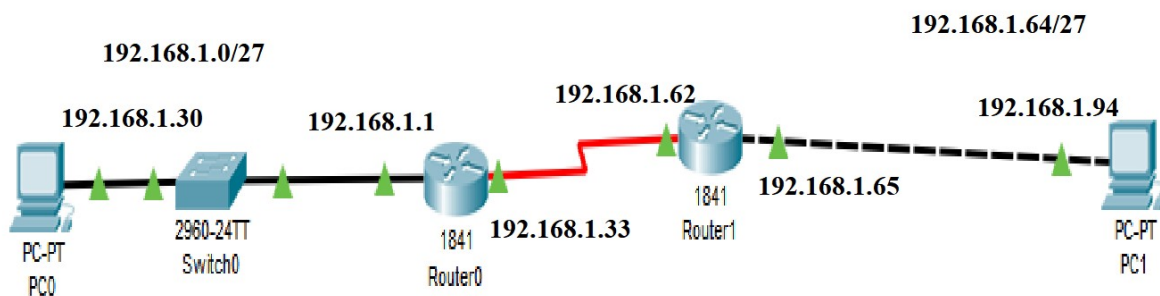 192.168.1.64/27
192.168.1.0/27
192.168.1.62
192.168.1.94
192.168.1.30
192.168.1.1
192.168.1.65
1841
Router1
192.168.1.33
2960-24TT
Switch0
1841
Router0
PC-PT
PC0
PC-PT
PC1